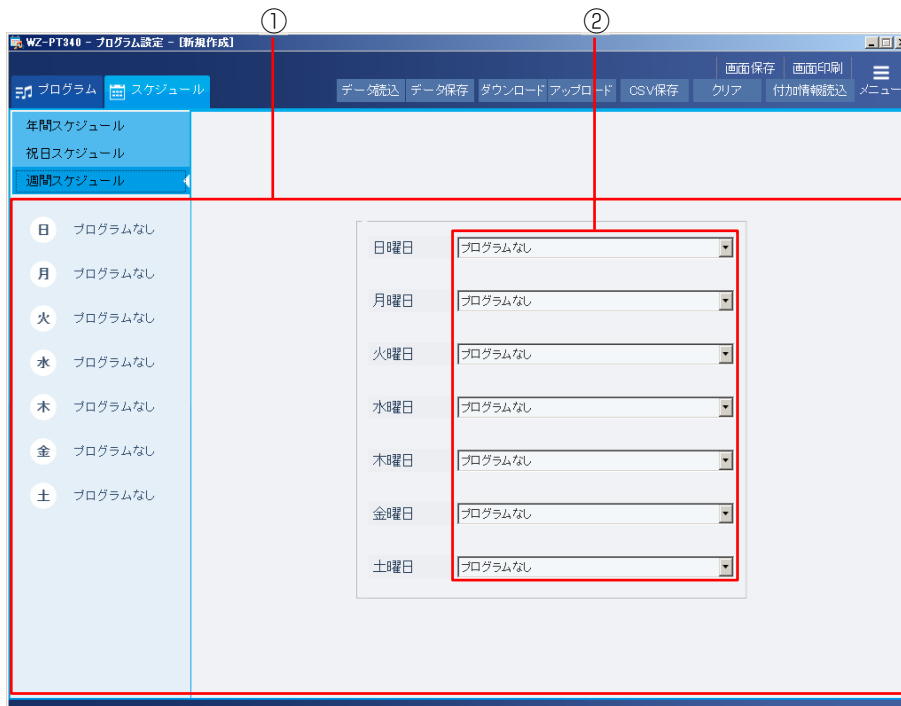 ① ②
WZ-PT340 - プログラム設定 - [新規作成]
画面保存 画面印刷
プログラム スケジュール データ読込 データ保存 ダウンロード アップロード CSV保存 クリア 付加情報読込 メニュー
年間スケジュール
祝日スケジュール
週間スケジュール
日 プログラムなし
月 プログラムなし
火 プログラムなし
水 プログラムなし
木 プログラムなし
金 プログラムなし
土 プログラムなし
日曜日 プログラムなし
月曜日 プログラムなし
火曜日 プログラムなし
水曜日 プログラムなし
木曜日 プログラムなし
金曜日 プログラムなし
土曜日 プログラムなし